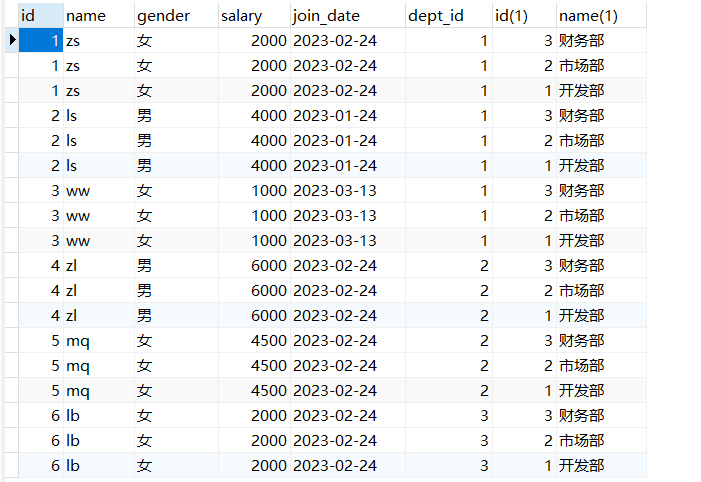 id name gender salary join_date dept_id id(1) name(1)
1 zs 女 2000 2023-02-24 1 3 财务部
1 zs 女 2000 2023-02-24 1 2 市场部
1 zs 女 2000 2023-02-24 1 1 开发部
2 ls 男 4000 2023-01-24 1 3 财务部
2 ls 男 4000 2023-01-24 1 2 市场部
2 ls 男 4000 2023-01-24 1 1 开发部
3 ww 女 1000 2023-03-13 1 3 财务部
3 ww 女 1000 2023-03-13 1 2 市场部
3 ww 女 1000 2023-03-13 1 1 开发部
4 zl 男 6000 2023-02-24 2 3 财务部
4 zl 男 6000 2023-02-24 2 2 市场部
4 zl 男 6000 2023-02-24 2 1 开发部
5 mq 女 4500 2023-02-24 2 3 财务部
5 mq 女 4500 2023-02-24 2 2 市场部
5 mq 女 4500 2023-02-24 2 1 开发部
6 lb 女 2000 2023-02-24 3 3 财务部
6 lb 女 2000 2023-02-24 3 2 市场部
6 lb 女 2000 2023-02-24 3 1 开发部